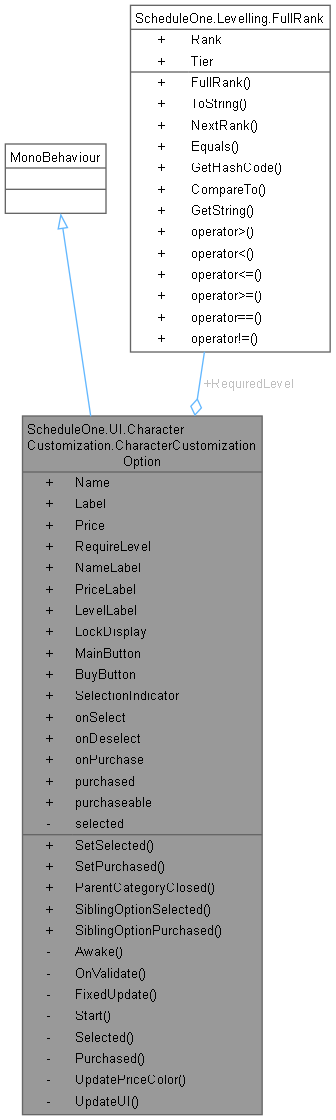 ScheduleOne.Levelling.FullRank
+ Rank
+ Tier
+ FullRank()
+ ToString()
+ NextRank()
+ Equals()
+ GetHashCode()
+ CompareTo()
+ GetString()
+ operator>()
+ operator<()
+ operator<=()
+ operator>=()
+ operator==()
+ operator!=()
MonoBehaviour
+RequiredLevel
ScheduleOne.UI.Character
Customization.CharacterCustomization
Option
+ Name
+ Label
+ Price
+ RequireLevel
+ NameLabel
+ PriceLabel
+ LevelLabel
+ LockDisplay
+ MainButton
+ BuyButton
+ SelectionIndicator
+ onSelect
+ onDeselect
+ onPurchase
+ purchased
+ purchaseable
- selected
+ SetSelected()
+ SetPurchased()
+ ParentCategoryClosed()
+ SiblingOptionSelected()
+ SiblingOptionPurchased()
- Awake()
- OnValidate()
- FixedUpdate()
- Start()
- Selected()
- Purchased()
- UpdatePriceColor()
- UpdateUI()